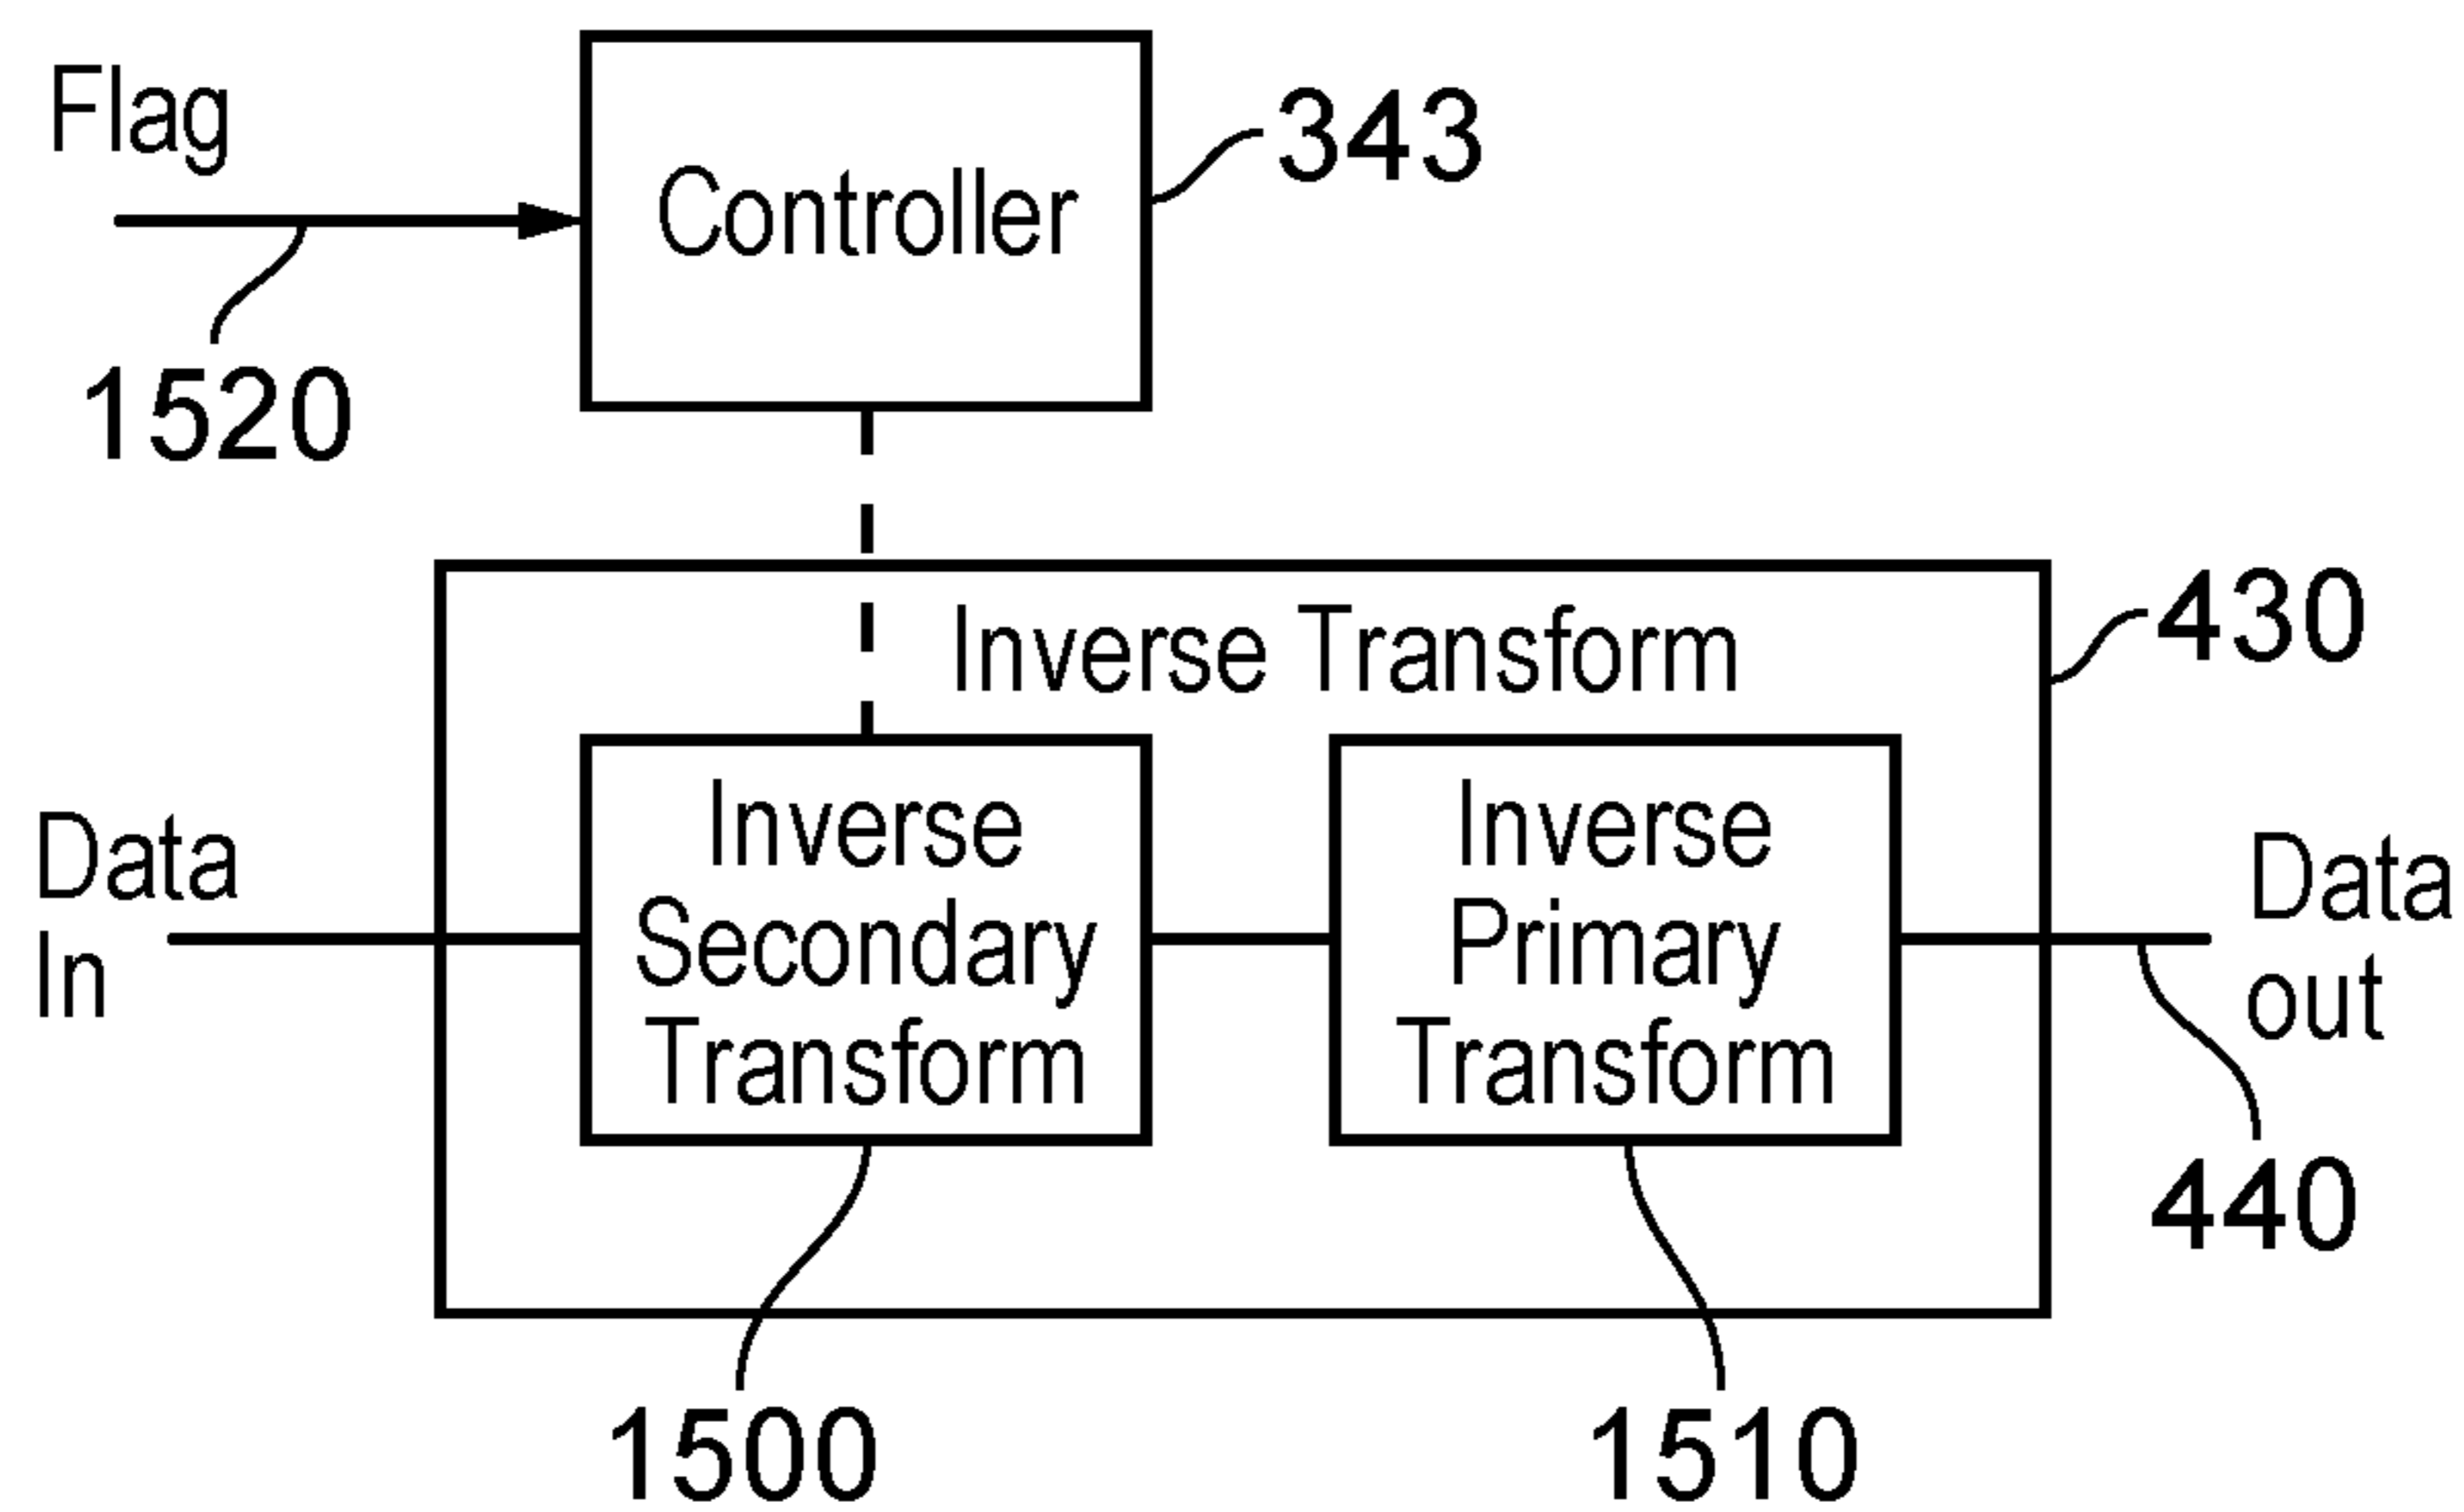 Flag
Controller
343
1520
Inverse Transform
430
Data
In
Inverse
Secondary
Transform
Inverse
Primary
Transform
Data
out
440
1500
1510